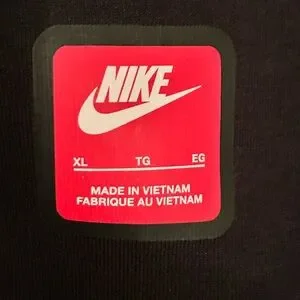 NIKE
XL TG EG
MADE IN VIETNAM
FABRIQUE AU VIETNAM